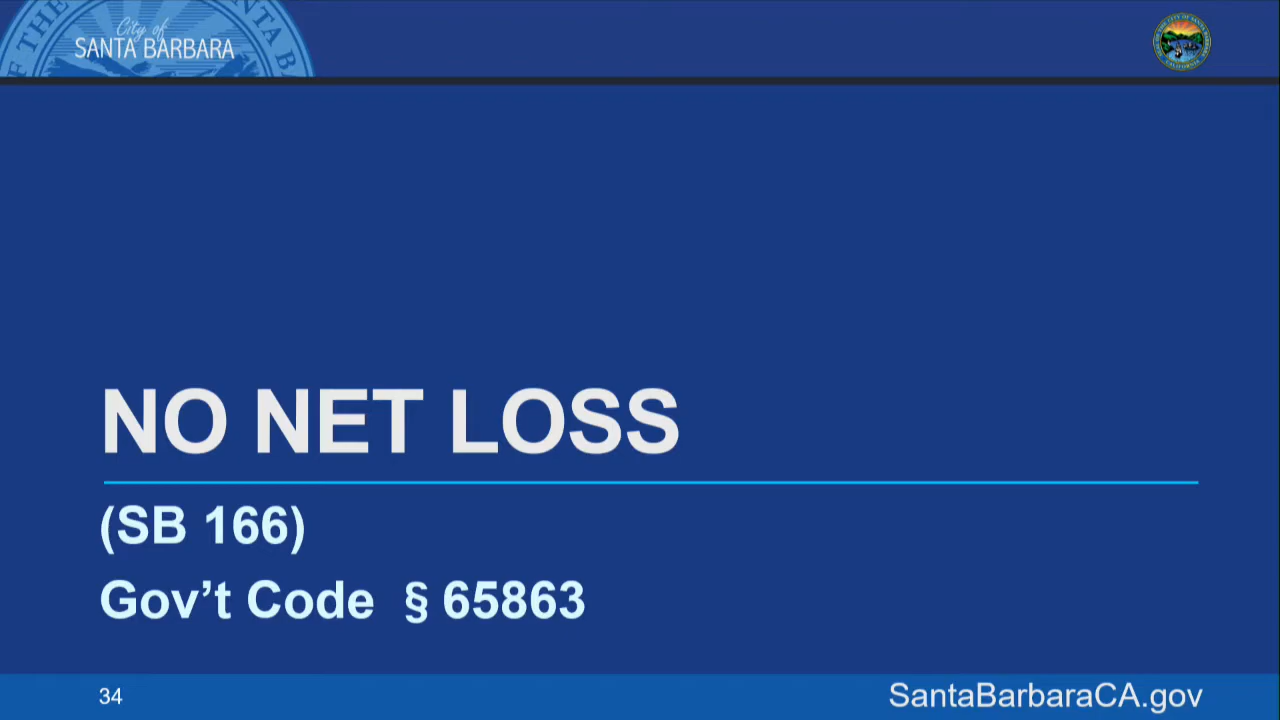 City of
SANTA BARBARA
NO NET LOSS
(SB 166)
Gov’t Code § 65863
34
SantaBarbaraCA.gov